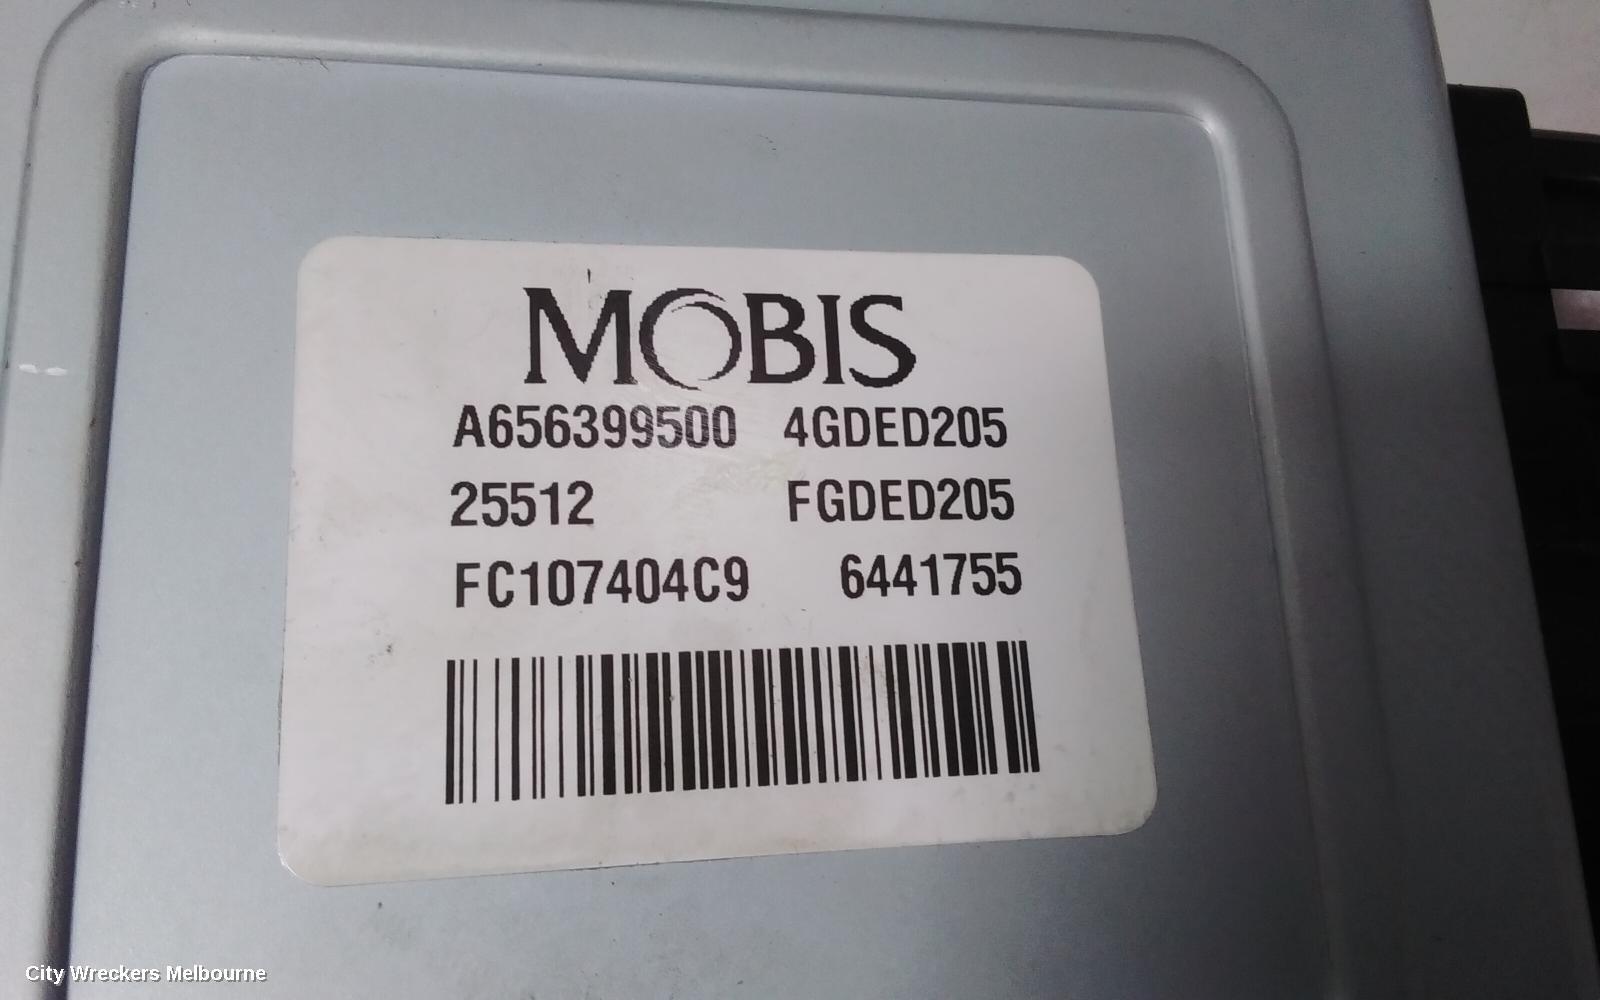 MOBIS
A656399500 4GDED205
25512 FGDED205
FC107404C9 6441755
City Wreckers Melbourne